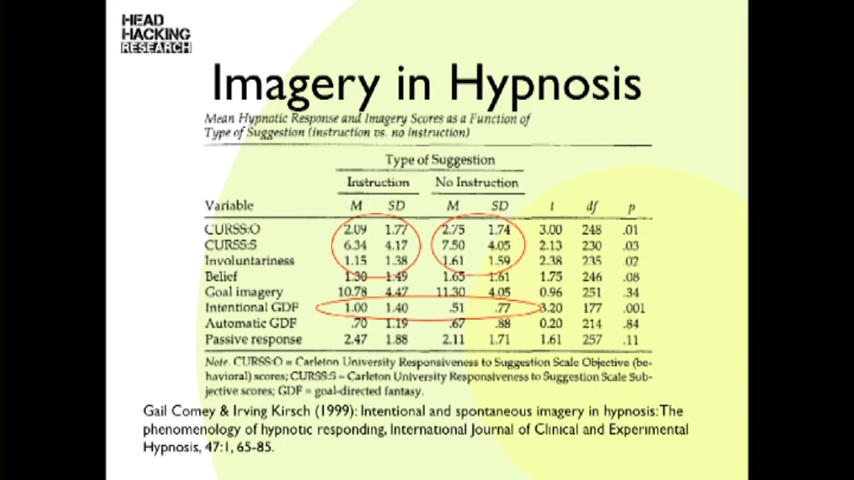 HEAD
HACKING
RESEARCH
Imagery in Hypnosis
Mean Hypnotic Response and Imagery Scores as a Function of
Type of Suggestion (instruction vs. no instruction)
Type of Suggestion
Instruction No Instruction
Variable M SD M SD t df p
CURSS:O 2.09 1.77 2.75 1.74 3.00 248 .01
CURSS:S 6.34 4.17 7.50 4.05 2.13 230 .03
Involuntariness 1.15 1.38 1.61 1.59 2.38 235 .02
Belief 1.30 1.49 1.65 1.61 1.75 246 .08
Goal imagery 10.78 4.47 11.30 4.05 0.96 251 .34
Intentional GDF 1.00 1.40 .51 .77 3.20 177 .001
Automatic GDF .70 1.19 .67 .88 0.20 214 .84
Passive response 2.47 1.88 2.11 1.71 1.61 257 .11
Note. CURSS:O = Carleton University Responsiveness to Suggestion Scale Objective (be-
havioral) scores; CURSS:S = Carleton University Responsiveness to Suggestion Scale Sub-
jective scores; GDF = goal-directed fantasy.
Gail Comey & Irving Kirsch (1999): Intentional and spontaneous imagery in hypnosis: The
phenomenology of hypnotic responding, International Journal of Clinical and Experimental
Hypnosis, 47:1, 65-85.